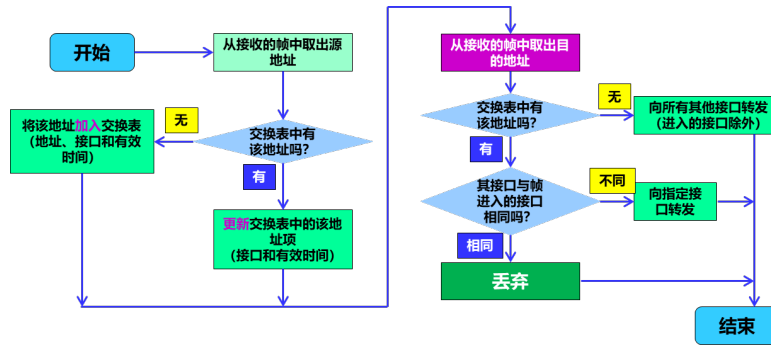 开始
从接收的帧中取出源
地址
交换表中有
该地址吗?
无
将该地址加入交换表
(地址、接口和有效
时间)
有
更新交换表中的该地
址项
(接口和有效时间)
从接收的帧中取出目
的地址
交换表中有
该地址吗?
无
向所有其他接口转发
(进入的接口除外)
有
其接口与帧
进入的接口
相同吗?
不同
向指定接
口转发
相同
丢弃
结束